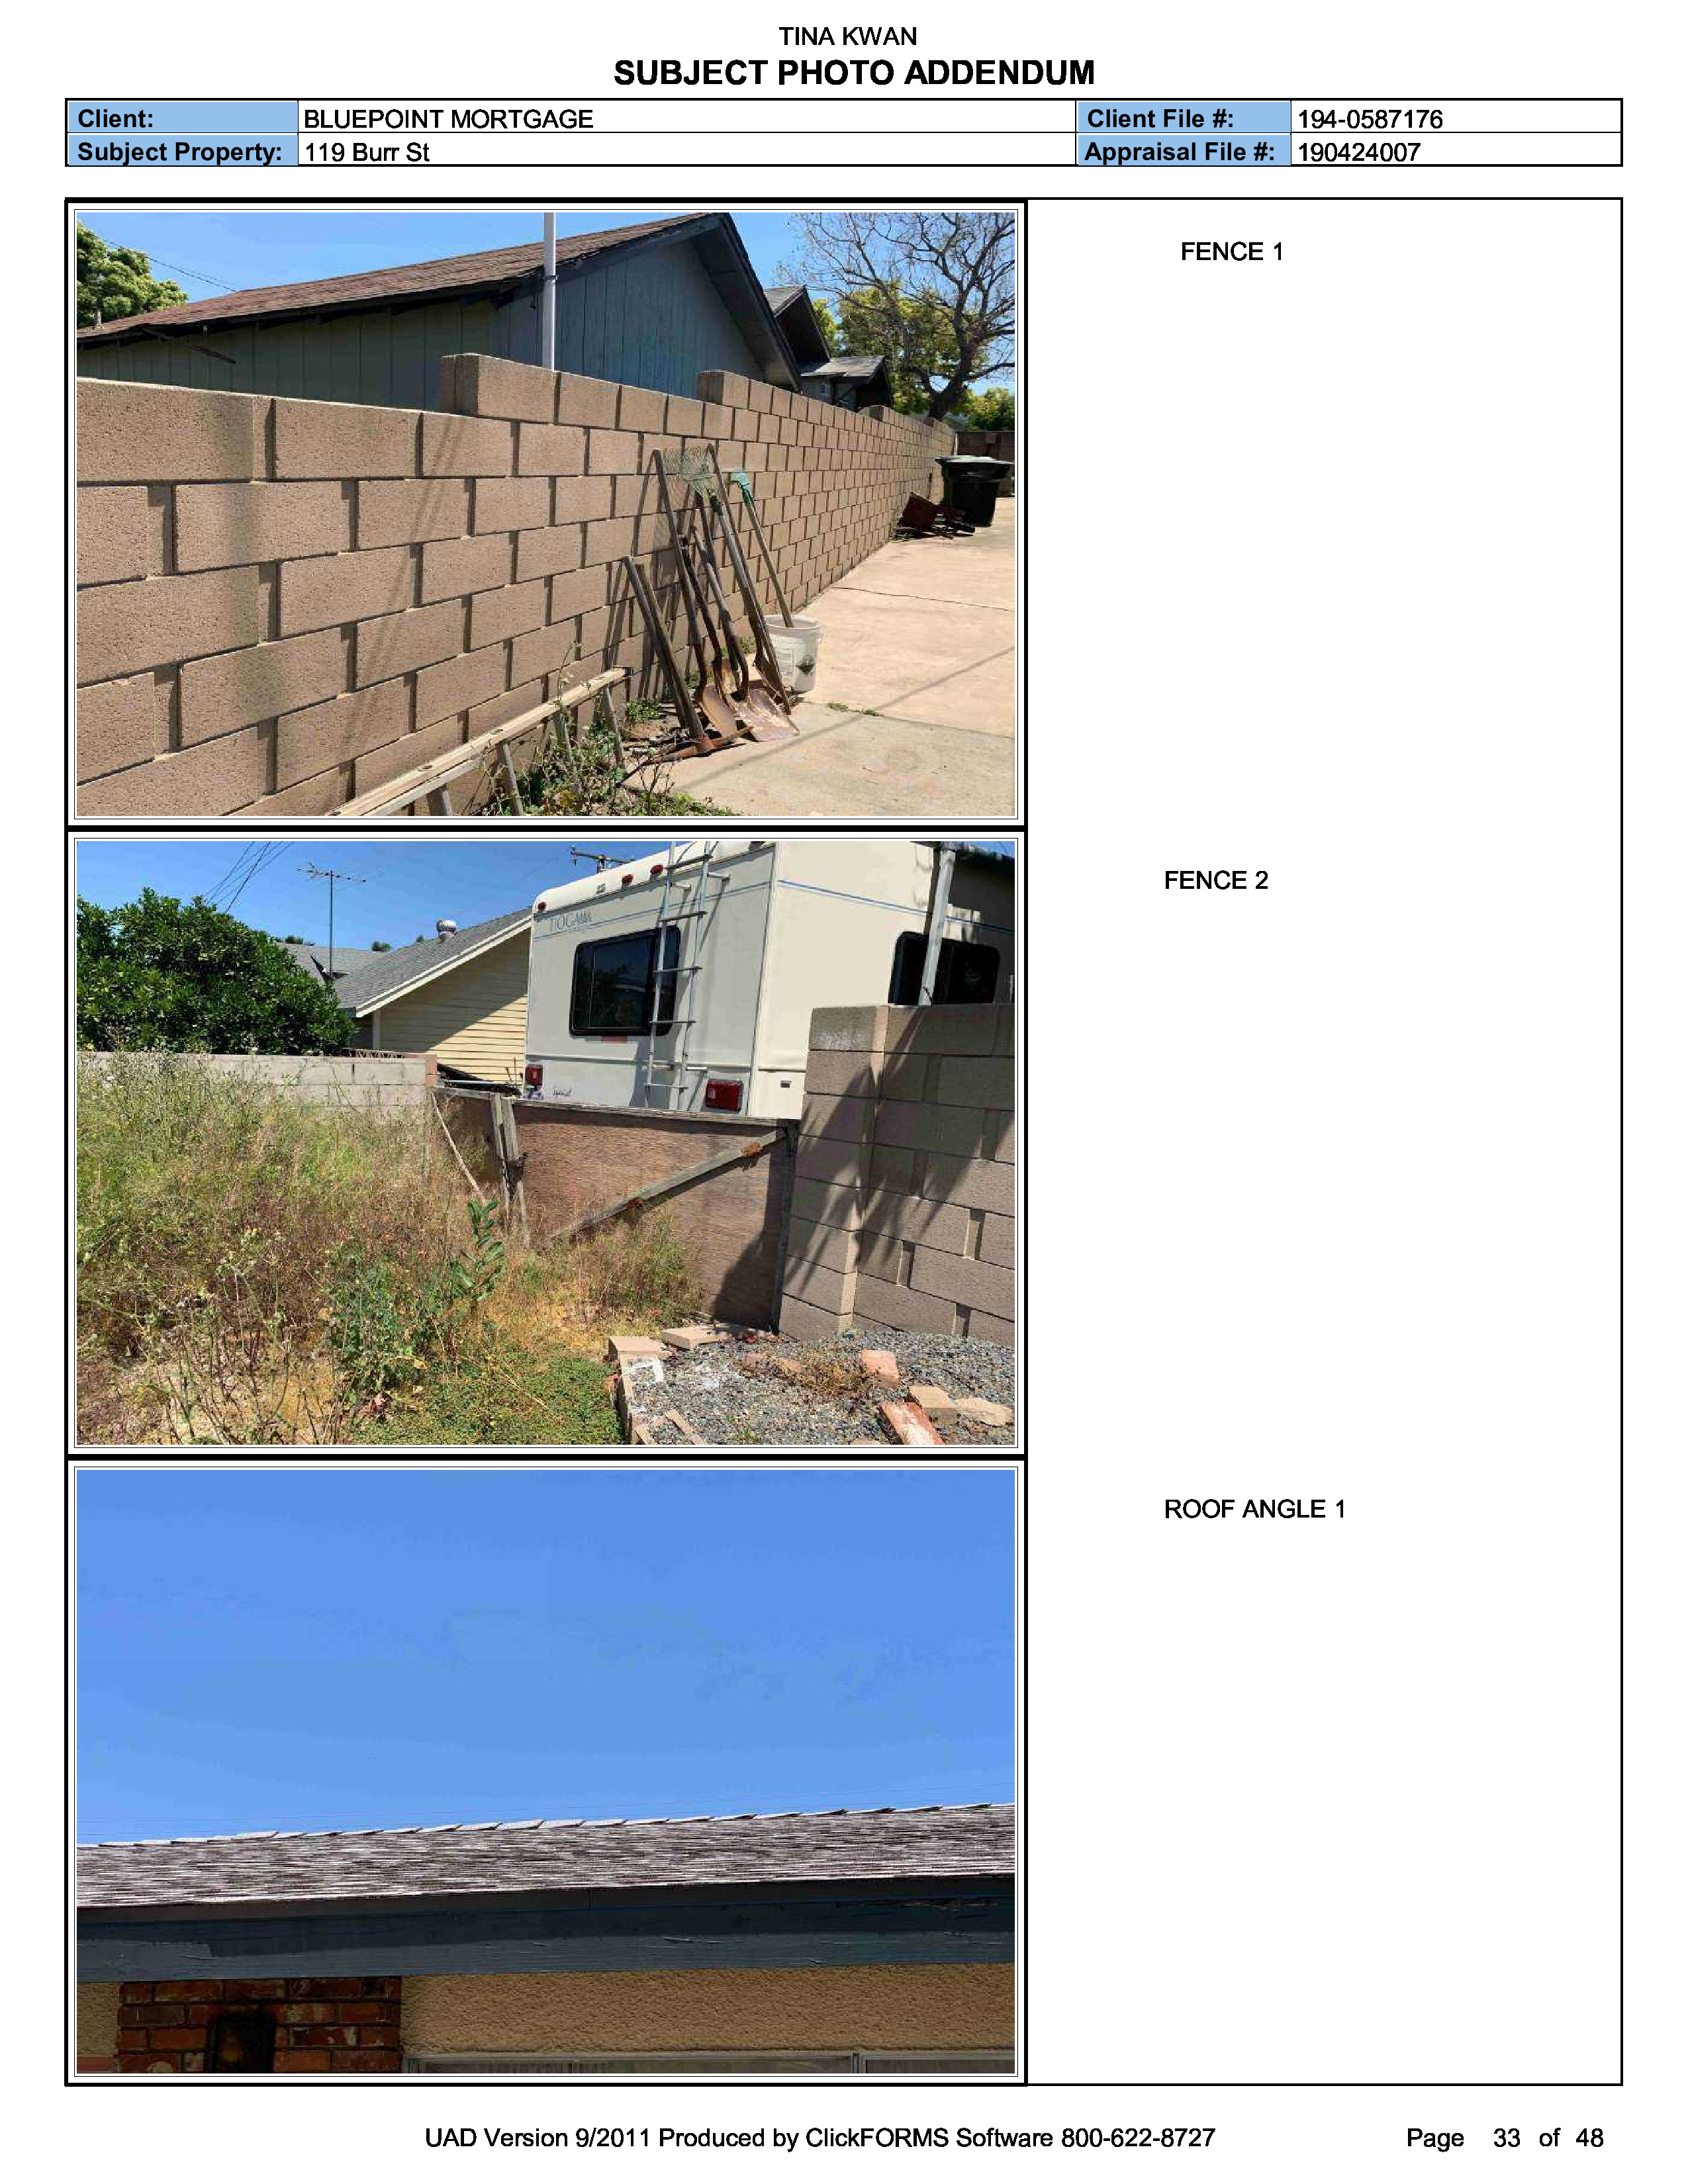 TINA KWAN
SUBJECT PHOTO ADDENDUM
Client: BLUEPOINT MORTGAGE Client File #: 194-0587176
Subject Property: 119 Burr St Appraisal File #: 190424007
FENCE 1
FENCE 2
TIOGA
ROOF ANGLE 1
UAD Version 9/2011 Produced by ClickFORMS Software 800-622-8727 Page 33 of 48